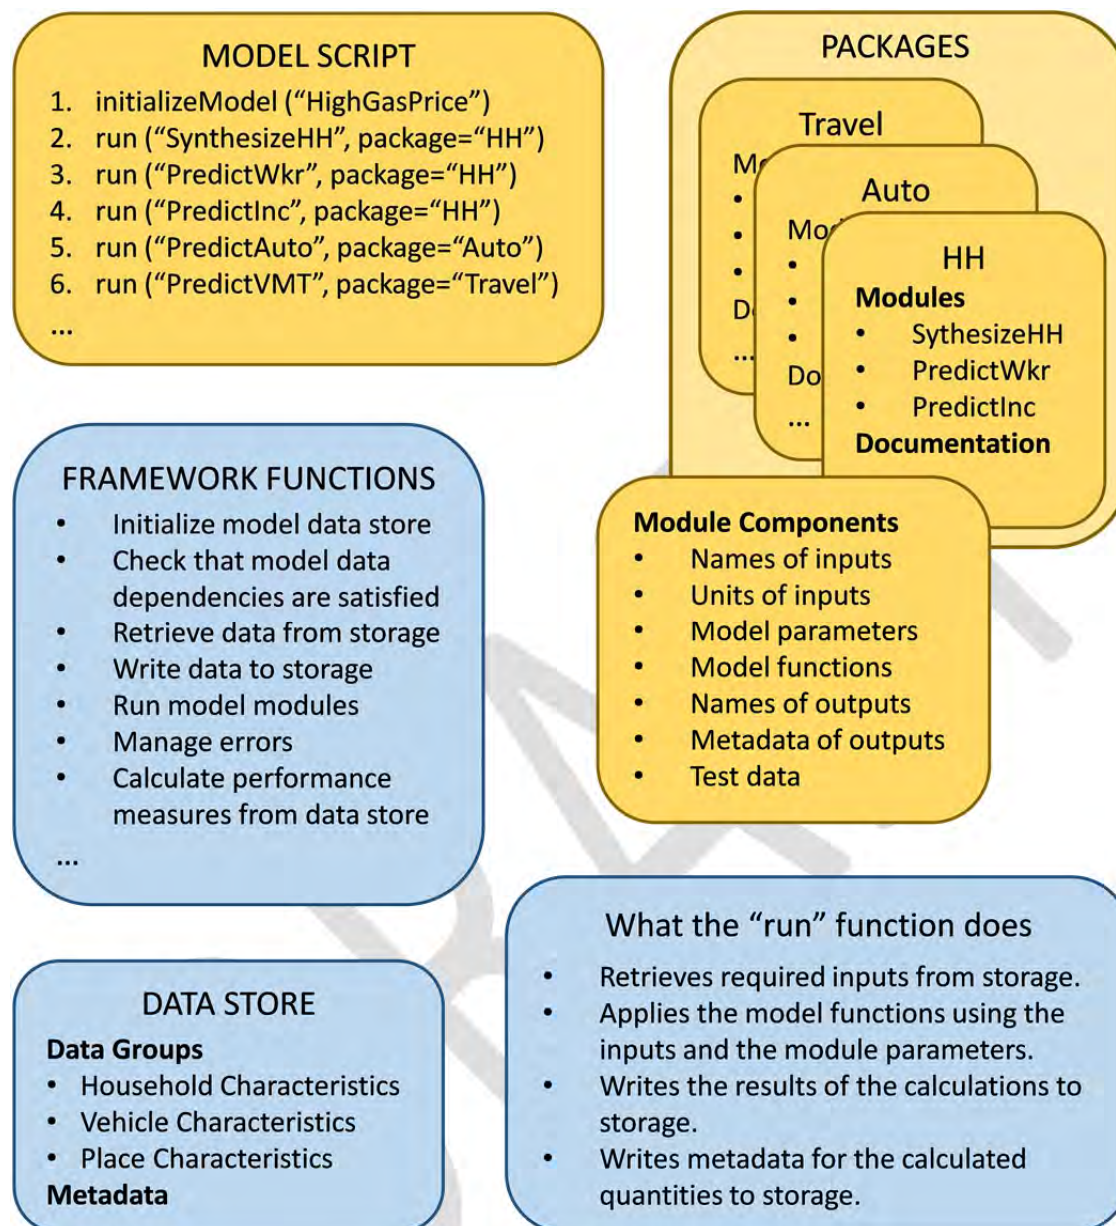 MODEL SCRIPT
1. initializeModel (“HighGasPrice”)
2. run (“SynthesizeHH”, package=“HH”)
3. run (“PredictWkr”, package=“HH”)
4. run (“PredictInc”, package=“HH”)
5. run (“PredictAuto”, package=“Auto”)
6. run (“PredictVMT”, package=“Travel”)
...
PACKAGES
Travel
...
Auto
...
HH
Modules
• SythesizeHH
• PredictWkr
• PredictInc
Documentation
Module Components
• Names of inputs
• Units of inputs
• Model parameters
• Model functions
• Names of outputs
• Metadata of outputs
• Test data
FRAMEWORK FUNCTIONS
• Initialize model data store
• Check that model data
dependencies are satisfied
• Retrieve data from storage
• Write data to storage
• Run model modules
• Manage errors
• Calculate performance
measures from data store
...
DATA STORE
Data Groups
• Household Characteristics
• Vehicle Characteristics
• Place Characteristics
Metadata
What the “run” function does
• Retrieves required inputs from storage.
• Applies the model functions using the
inputs and the module parameters.
• Writes the results of the calculations to
storage.
• Writes metadata for the calculated
quantities to storage.